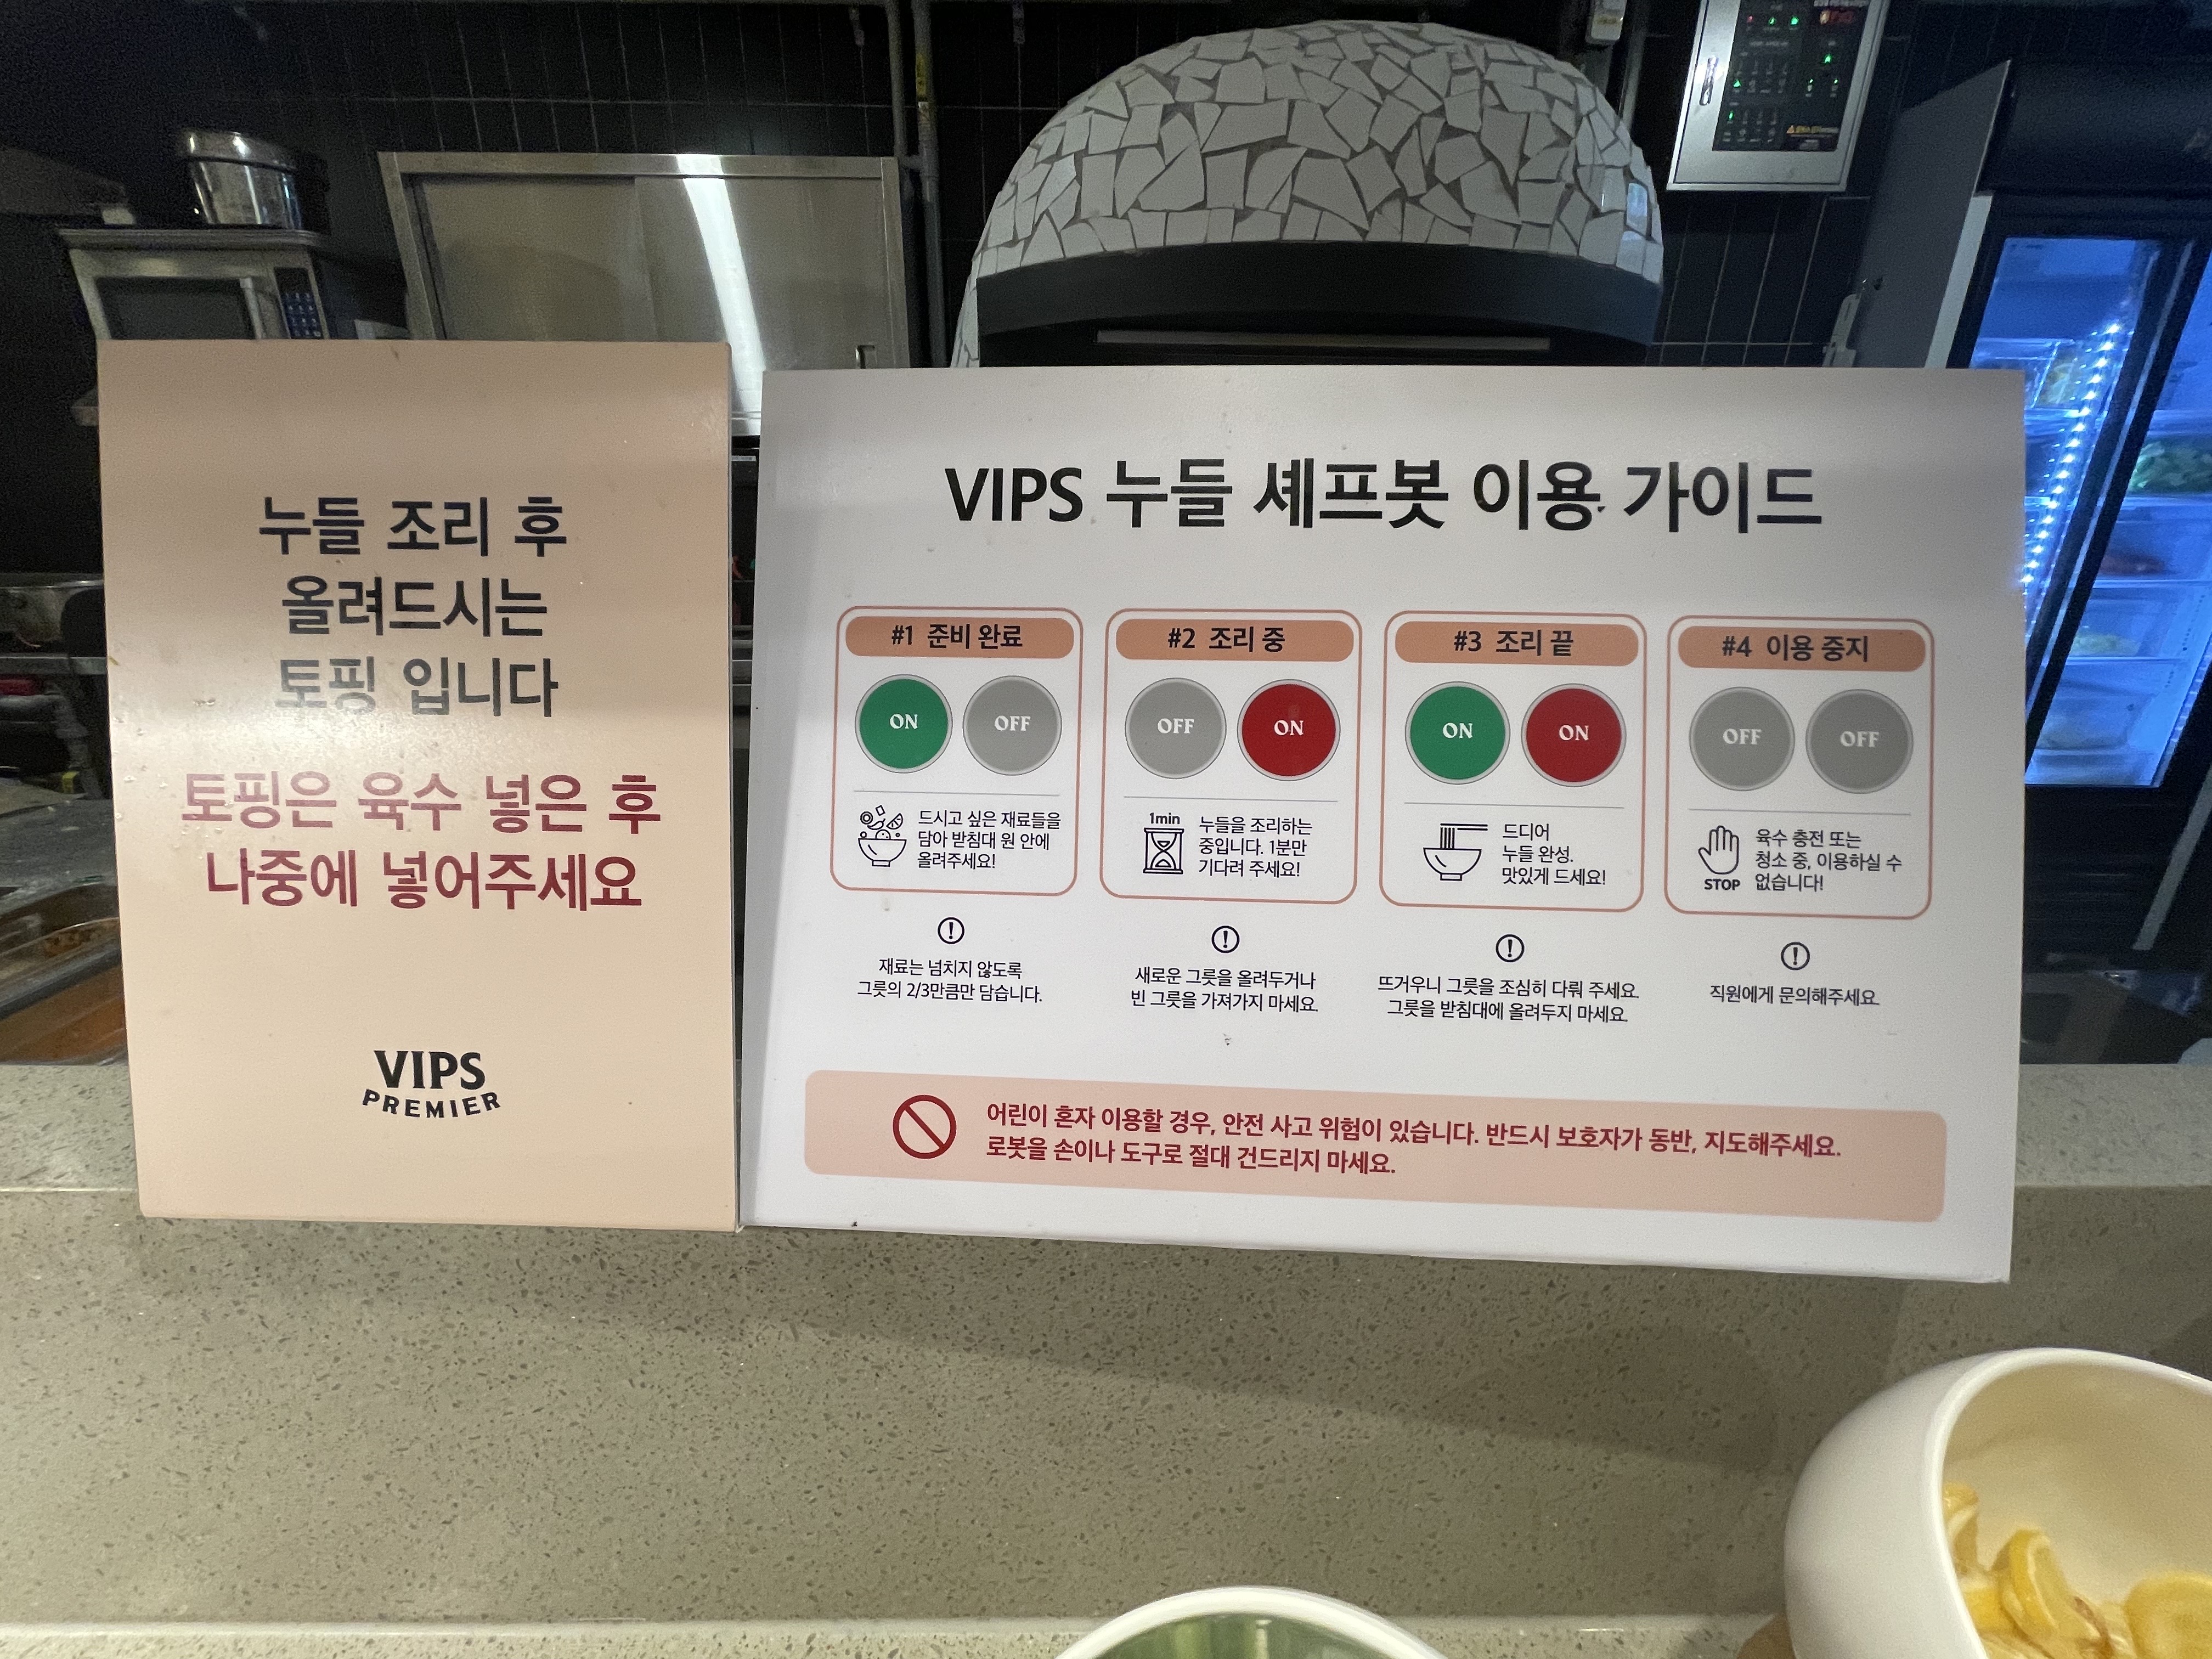 누들 조리 후
올려드시는
토핑 입니다
토핑은 육수 넣은 후
나중에 넣어주세요
VIPS
PREMIER
VIPS 누들 셰프봇 이용 가이드
#1 준비 완료
ON OFF
드시고 싶은 재료들을
담아 받침대 원 안에
올려주세요!
재료는 넘치지 않도록
그릇의 2/3만큼만 담습니다.
#2 조리 중
OFF ON
1min
누들을 조리하는
중입니다. 1분만
기다려 주세요!
새로운 그릇을 올려두거나
빈 그릇을 가져가지 마세요.
#3 조리 끝
ON ON
드디어
누들 완성.
맛있게 드세요!
뜨거우니 그릇을 조심히 다뤄 주세요.
그릇을 받침대에 올려두지 마세요.
#4 이용 중지
OFF OFF
STOP
육수 충전 또는
청소 중, 이용하실 수
없습니다!
직원에게 문의해주세요.
어린이 혼자 이용할 경우, 안전 사고 위험이 있습니다. 반드시 보호자가 동반, 지도해주세요.
로봇을 손이나 도구로 절대 건드리지 마세요.